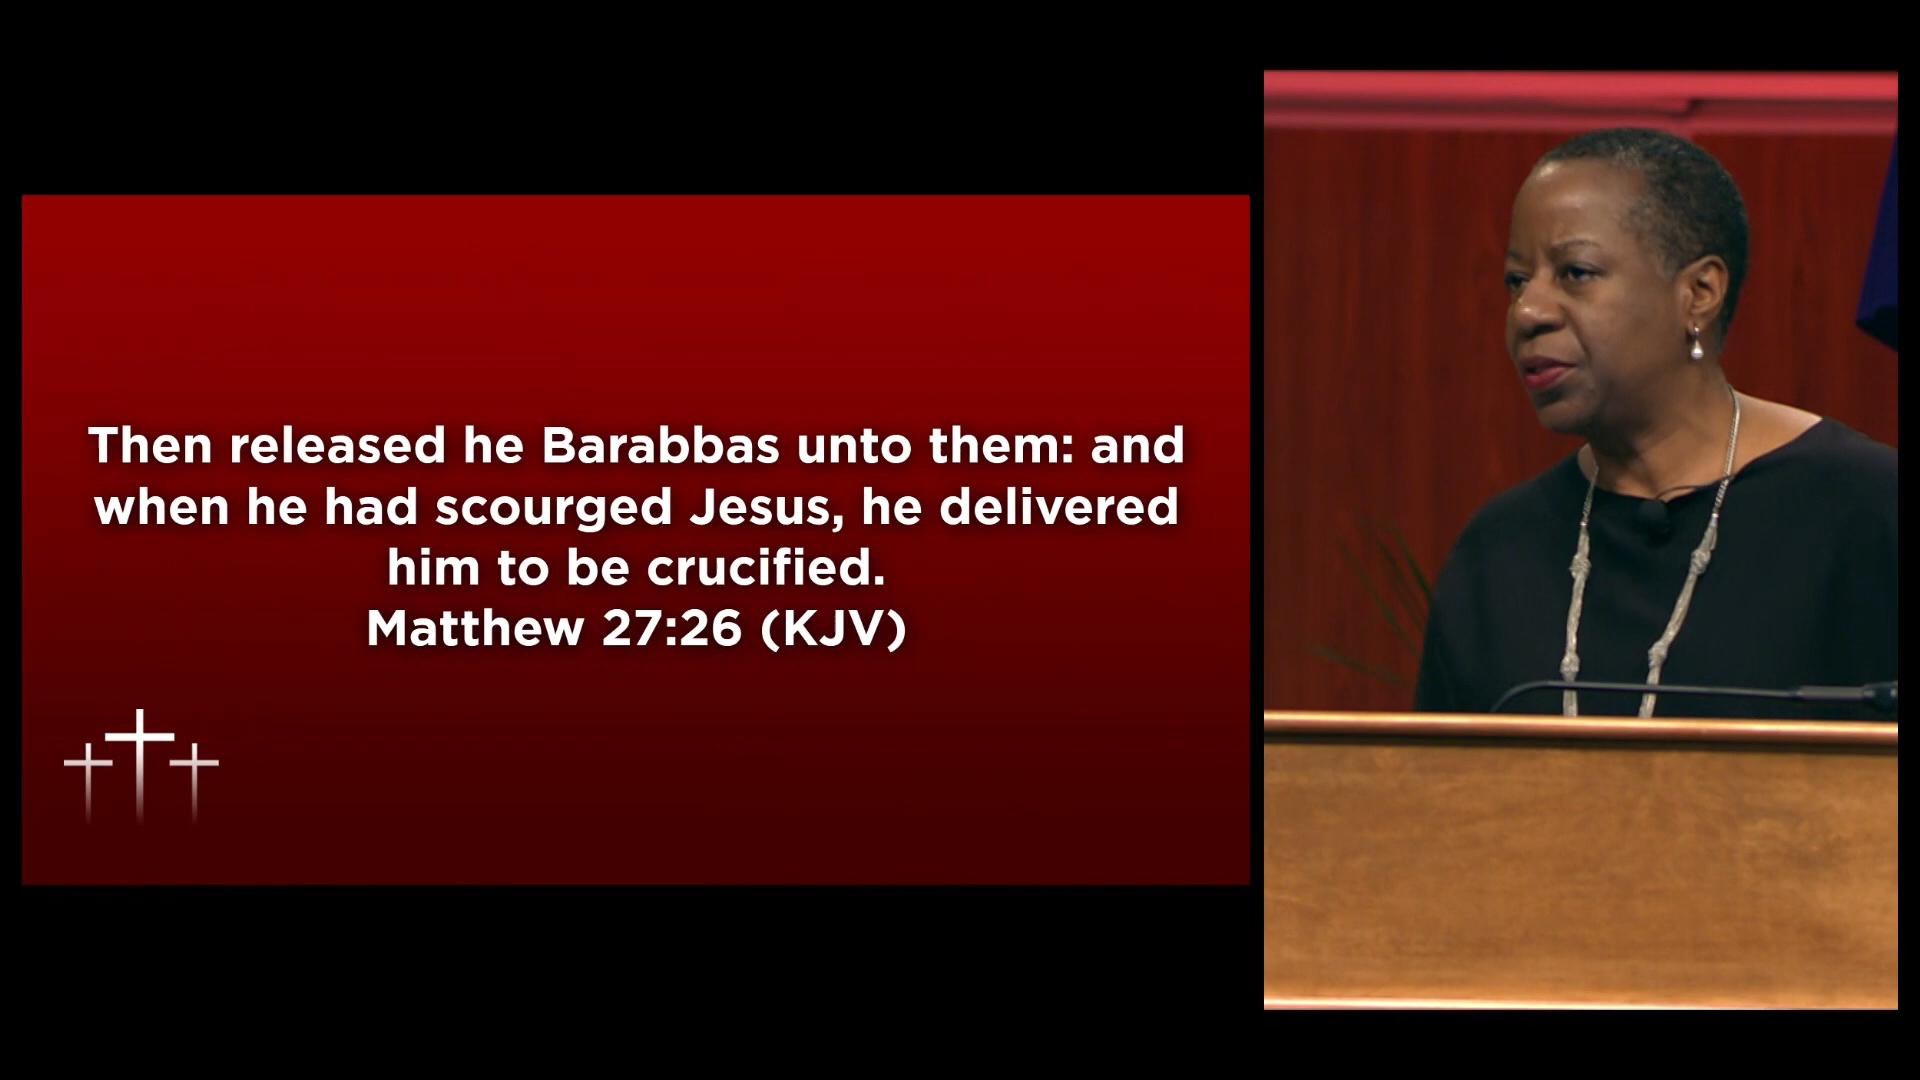 Then released he Barabbas unto them: and
when he had scourged Jesus, he delivered
him to be crucified.
Matthew 27:26 (KJV)